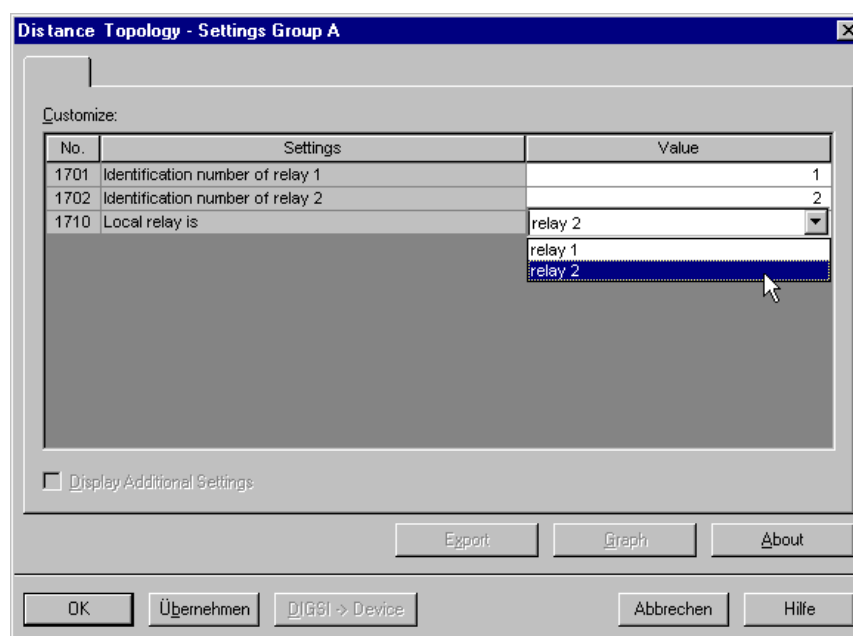 Distance Topology - Settings Group A
Customize:
No. Settings Value
1701 Identification number of relay 1 1
1702 Identification number of relay 2 2
1710 Local relay is relay 2
relay 1
relay 2
Display Additional Settings
Export Graph About
OK Übernehmen DIGSI -> Device Abbrechen Hilfe